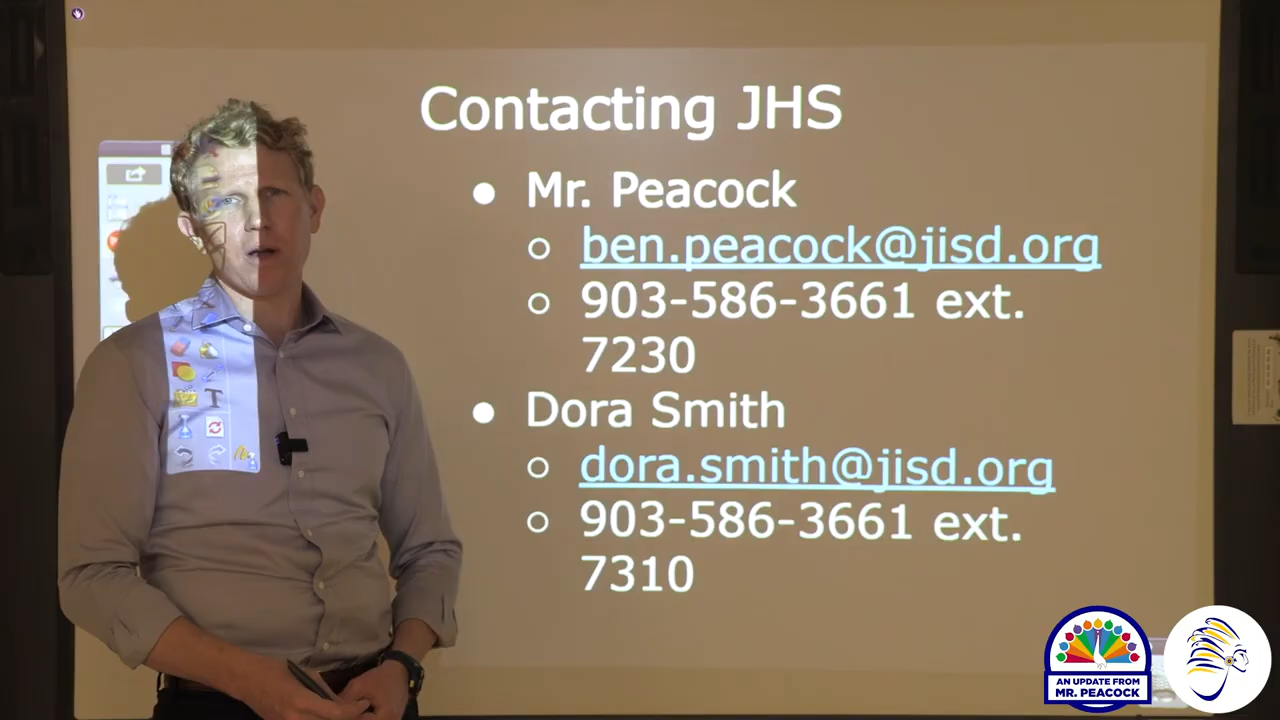 Contacting JHS
● Mr. Peacock
○ ben.peacock@jisd.org
○ 903-586-3661 ext.
7230
● Dora Smith
○ dora.smith@jisd.org
○ 903-586-3661 ext.
7310
T
AN UPDATE FROM
MR. PEACOCK